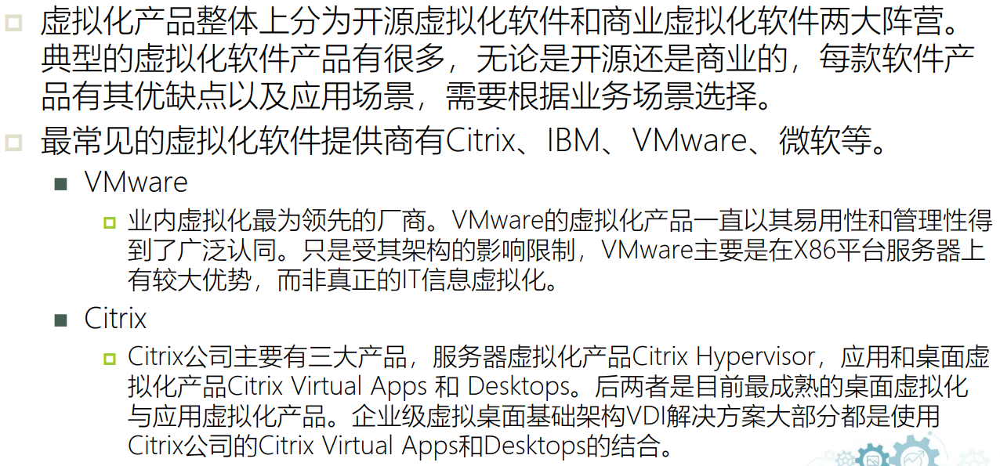 虚拟化产品整体上分为开源虚拟化软件和商业虚拟化软件两大阵营。
典型的虚拟化软件产品有很多，无论是开源还是商业的，每款软件产
品有其优缺点以及应用场景，需要根据业务场景选择。
最常见的虚拟化软件提供商有Citrix、IBM、VMware、微软等。
VMware
业内虚拟化最为领先的厂商。VMware的虚拟化产品一直以其易用性和管理性得
到了广泛认同。只是受其架构的影响限制，VMware主要是在X86平台服务器上
有较大优势，而非真正的IT信息虚拟化。
Citrix
Citrix公司主要有三大产品，服务器虚拟化产品Citrix Hypervisor，应用和桌面虚
拟化产品Citrix Virtual Apps 和 Desktops。后两者是目前最成熟的桌面虚拟化
与应用虚拟化产品。企业级虚拟桌面基础架构VDI解决方案大部分都是使用
Citrix公司的Citrix Virtual Apps和Desktops的结合。